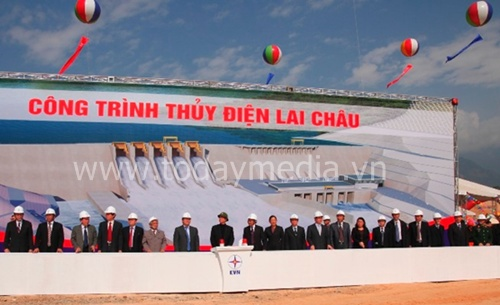 CÔNG TRÌNH THỦY ĐIỆN LAI CHÂU
www.todaymedia.vn
EVN